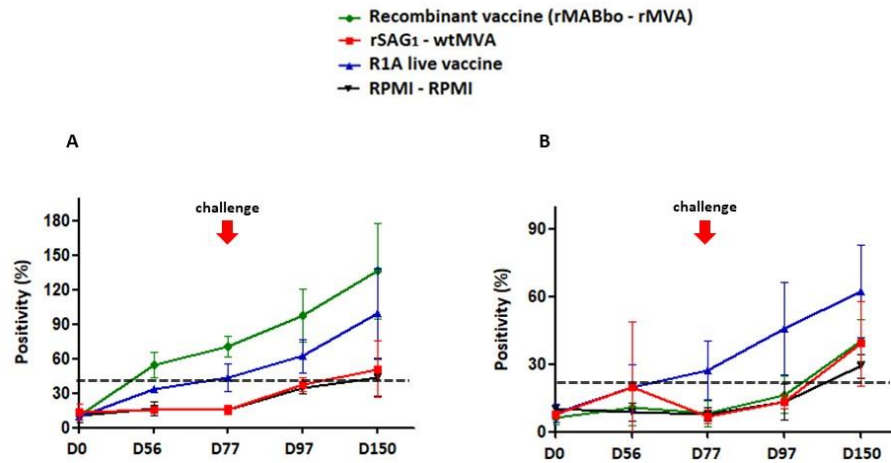 Recombinant vaccine (rMABbo - rMVA)
rSAG₁ - wtMVA
R1A live vaccine
RPMI - RPMI
A
challenge
Positivity (%)
180
150
120
90
60
30
0
D0 D56 D77 D97 D150
B
challenge
Positivity (%)
90
60
30
0
D0 D56 D77 D97 D150